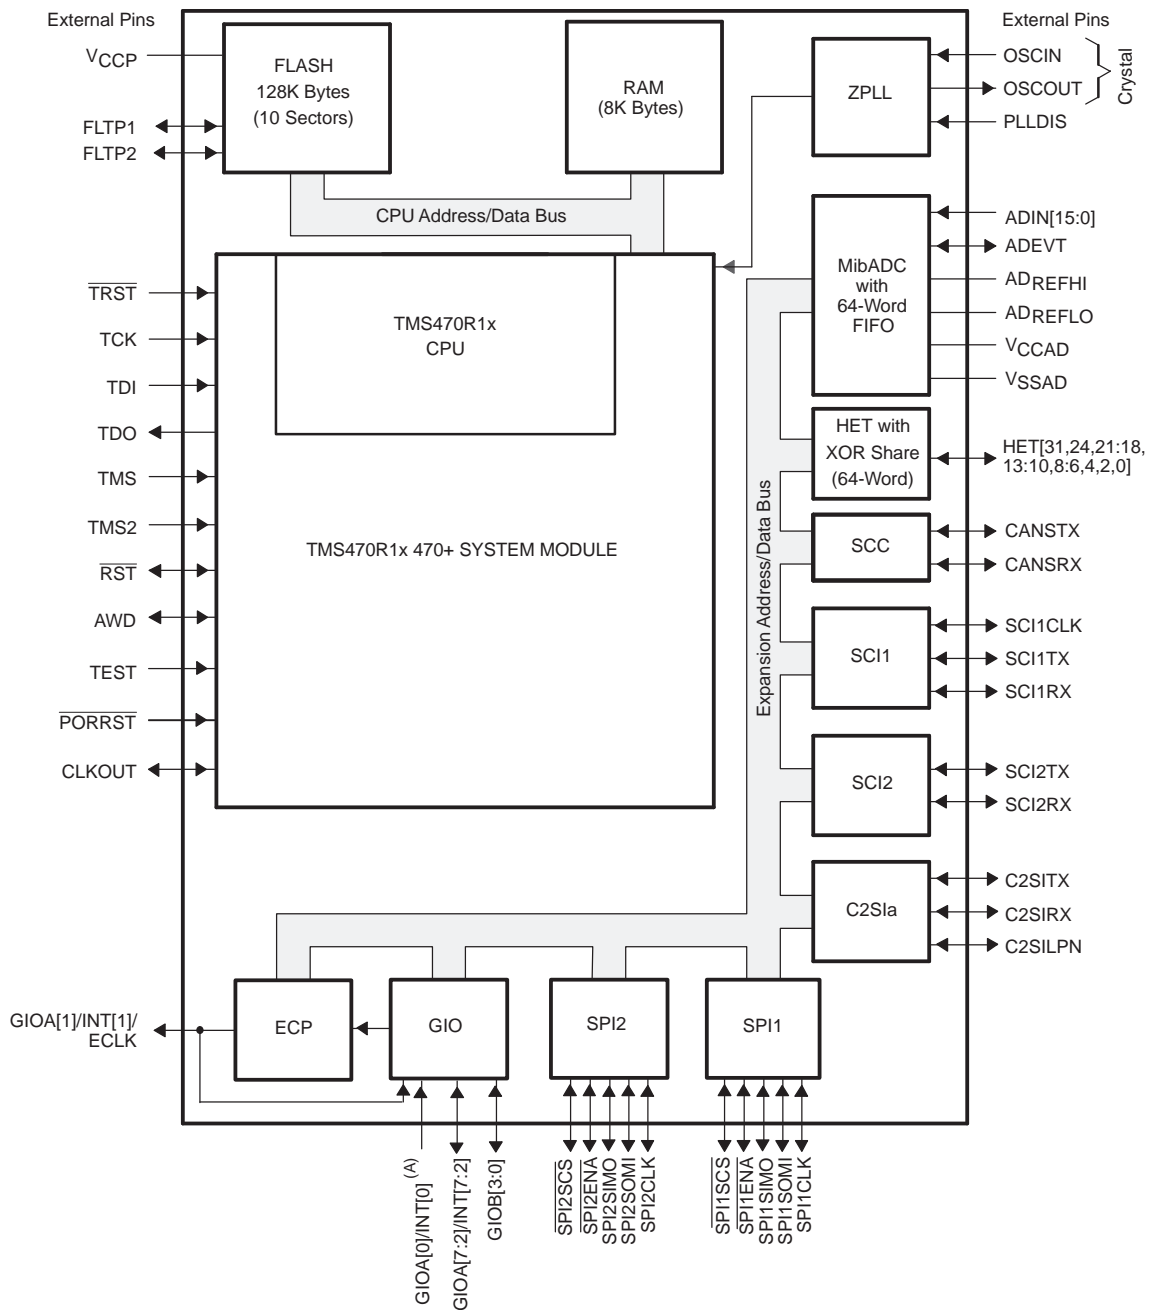 External Pins
External Pins
VCCP
FLTP1
FLTP2
FLASH
128K Bytes
(10 Sectors)
RAM
(8K Bytes)
ZPLL
OSCIN
OSCOUT
PLLDIS
Crystal
CPU Address/Data Bus
MibADC
with
64-Word
FIFO
ADIN[15:0]
ADEVT
ADREFHI
ADREFLO
VCCAD
VSSAD
TRST
TCK
TDI
TDO
TMS
TMS2
RST
AWD
TEST
PORRST
CLKOUT
TMS470R1x
CPU
TMS470R1x 470+ SYSTEM MODULE
Expansion Address/Data Bus
HET with
XOR Share
(64-Word)
HET[31,24,21:18,
13:10,8:6,4,2,0]
SCC
CANSTX
CANSRX
SCI1
SCI1CLK
SCI1TX
SCI1RX
SCI2
SCI2TX
SCI2RX
C2SIa
C2SITX
C2SIRX
C2SILPN
GIOA[1]/INT[1]/
ECLK
ECP
GIO
SPI2
SPI1
GIOA[0]/INT[0](A)
GIOA[7:2]/INT[7:2]
GIOB[3:0]
SPI2SCS
SPI2ENA
SPI2SIMO
SPI2SOMI
SPI2CLK
SPI1SCS
SPI1ENA
SPI1SIMO
SPI1SOMI
SPI1CLK